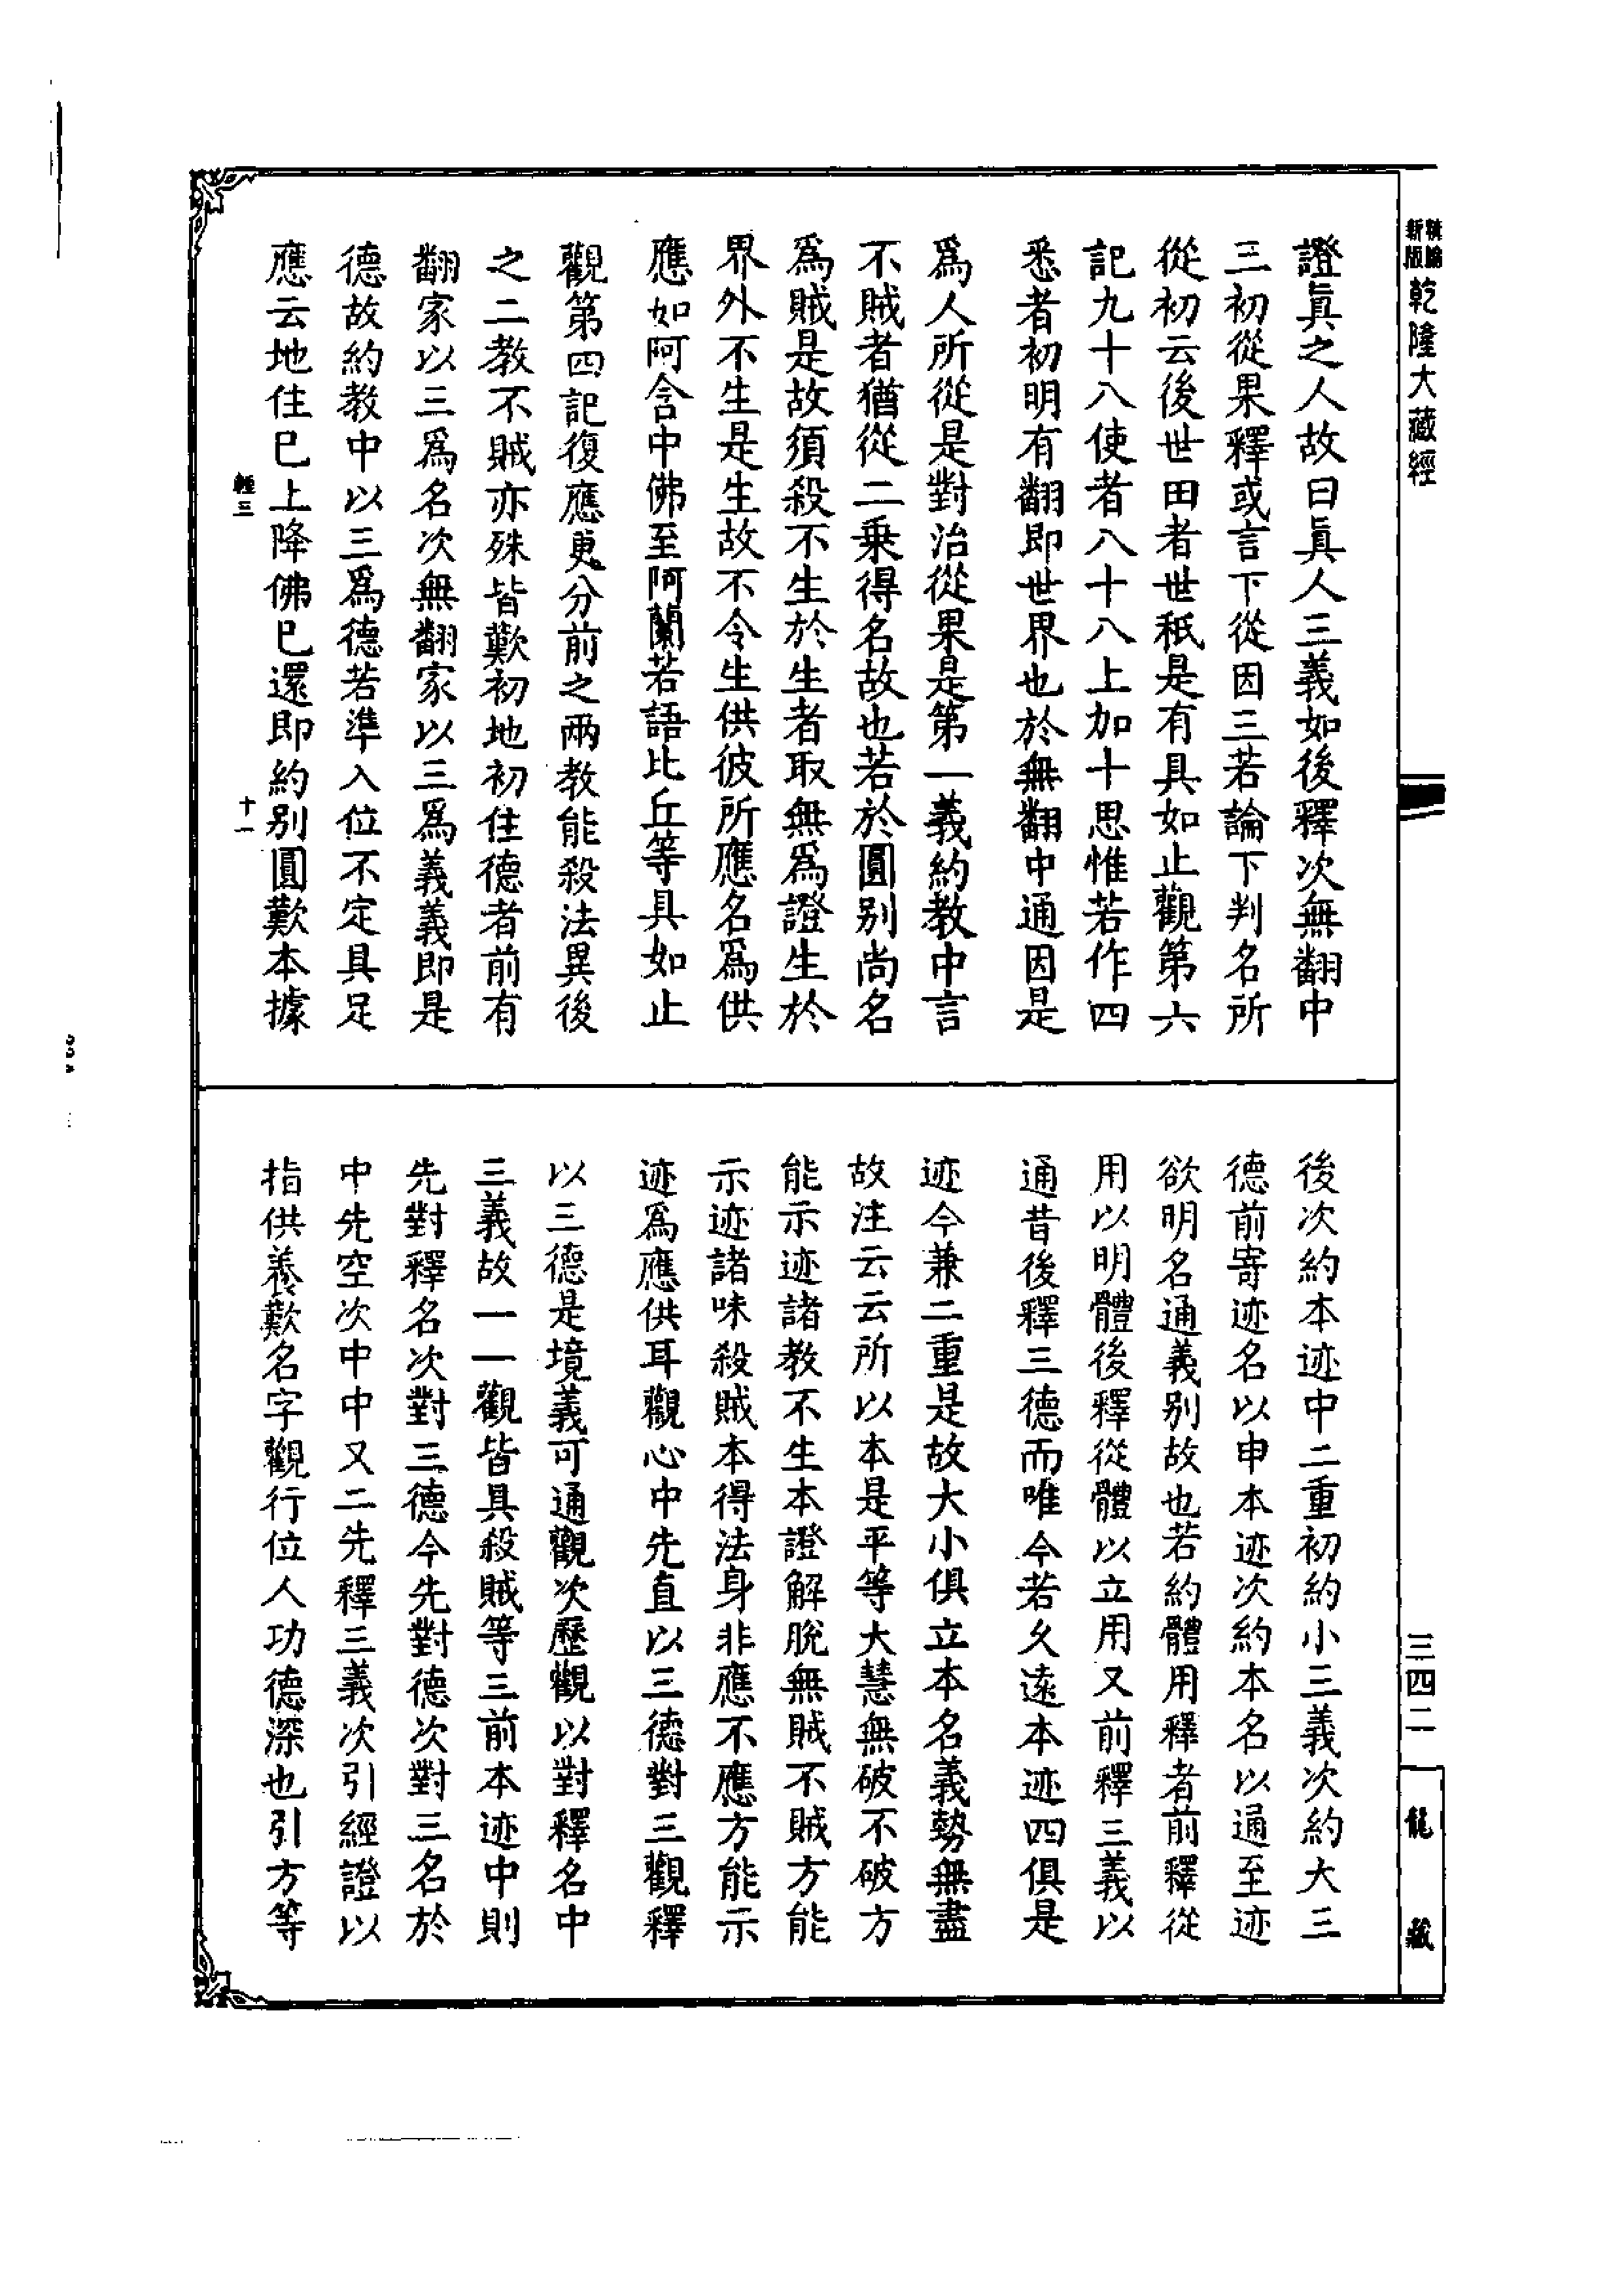 新版
乾隆大藏經
證眞之人故曰眞人三義如後釋次無翻中
三初從果釋或言下從因三若論下判名所
從初云後世田者世秖是有具如止觀第六
記九十八使者八十八上加十思惟若作四
悉者初明有翻即世界也於無翻中通因是
爲人所從是對治從果是第一義約教中言
不賊者猶從二乗得名故也若於圓别尚名
爲賊是故須殺不生於生者取無爲證生於
界外不生是生故不令生供彼所應名爲供
應如阿含中佛至阿蘭若語比丘等具如止
觀第四記復應更分前之兩教能殺法異後
之二教不賊亦殊皆歎初地初住德者前有
翻家以三爲名次無翻家以三爲義義即是
德故約教中以三爲德若準入位不定具足
應云地住巳上降佛巳還即約别圓歎本據
輕三
十一
後次約本迹中二重初約小三義次約大三
德前寄迹名以申本迹次約本名以通至迹
欲明名通義别故也若約體用釋者前釋從
用以明體後釋從體以立用又前釋三義以
通昔後釋三德而唯今若久遠本迹四俱是
迹今兼二重是故大小俱立本名義勢無盡
故注云云所以本是平等大慧無破不破方
能示迹諸教不生本證解脫無賊不賊方能
示迹諸味殺賊本得法身非應不應方能示
迹爲應供耳觀心中先直以三德對三觀釋
以三德是境義可通觀次歷觀以對釋名中
三義故一一觀皆具殺賊等三前本迹中則
先對釋名次對三德今先對德次對三名於
中先空次中中又二先釋三義次引經證以
指供養歎名字觀行位人功德深也引方等
三四二
龍藏